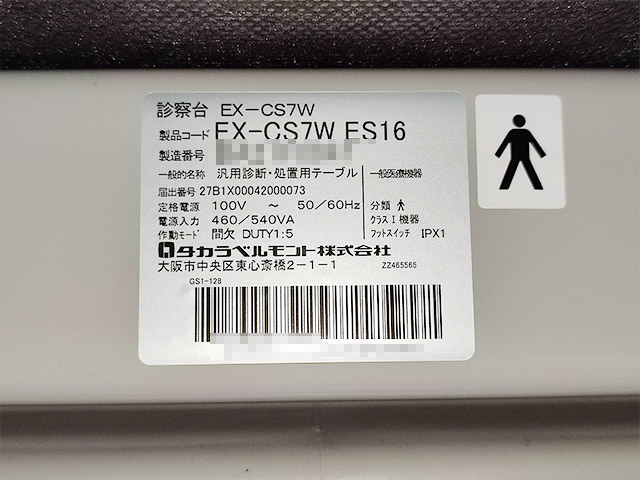 診察台 EX-CS7W
製品コード EX-CS7W ES16
製造番号
一般的名称 汎用診断・処置用テーブル 一般医療機器
届出番号 27B1X00042000073
定格電源 100V ~ 50/60Hz 分類
電源入力 460/540VA クラスⅠ機器
作動モード 間欠 DUTY1:5 フットスイッチ IPX1
タカラベルモント株式会社
大阪市中央区東心斎橋2-1-1 ZZ465565
GS1-128